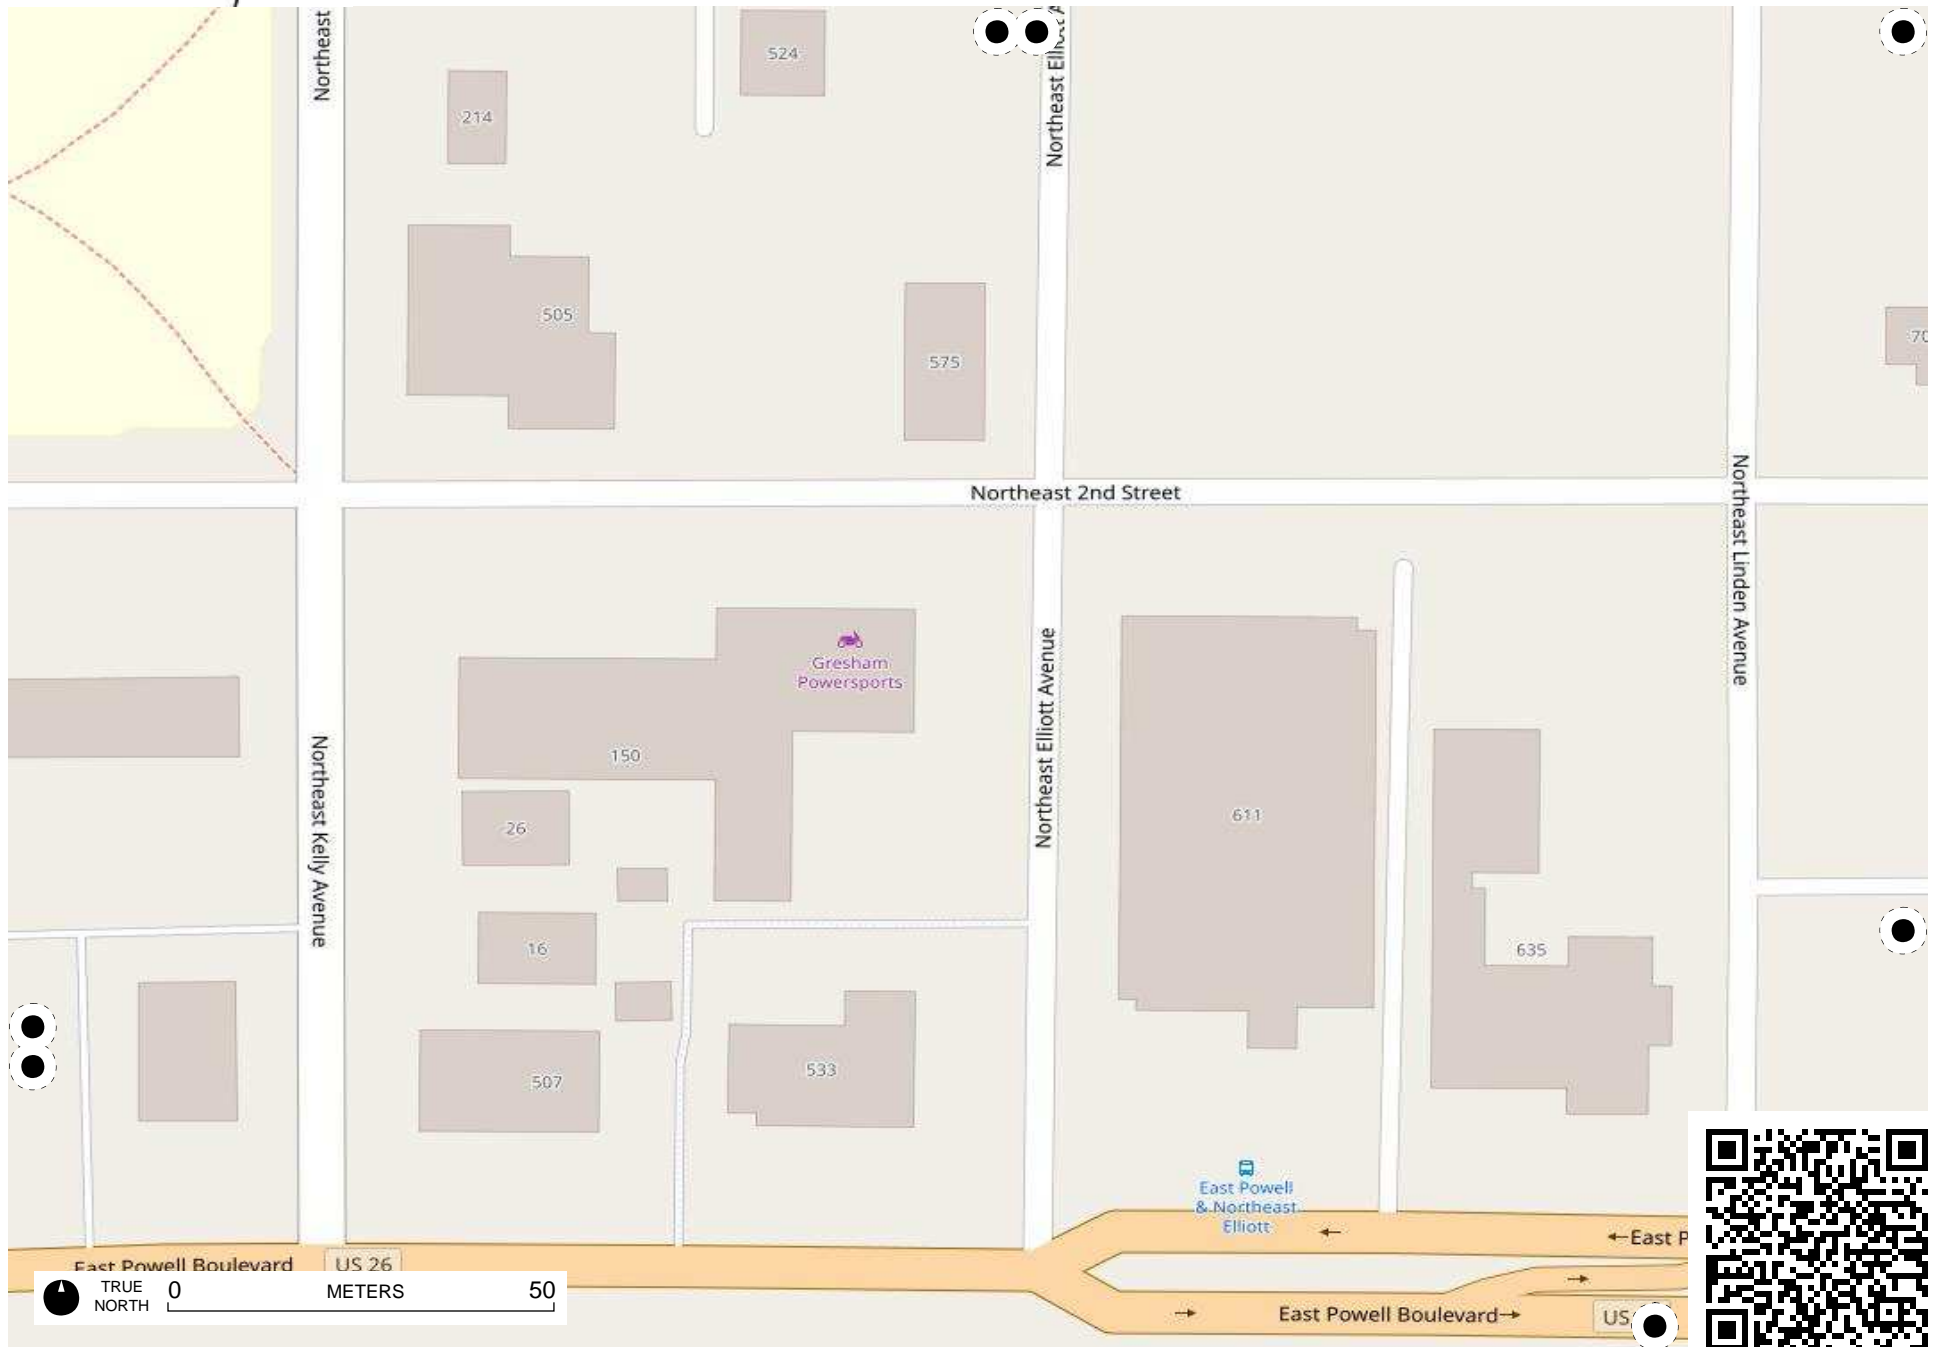 Northeast
524
Northeast Elliott A
214
505
575
70
Northeast 2nd Street
Northeast Linden Avenue
Gresham
Powersports
150
Northeast Kelly Avenue
Northeast Elliott Avenue
611
26
16
635
507
533
East Powell
& Northeast
Elliott
←East P
East Powell Boulevard
US 26
East Powell Boulevard→
US
TRUE
NORTH
0
METERS
50